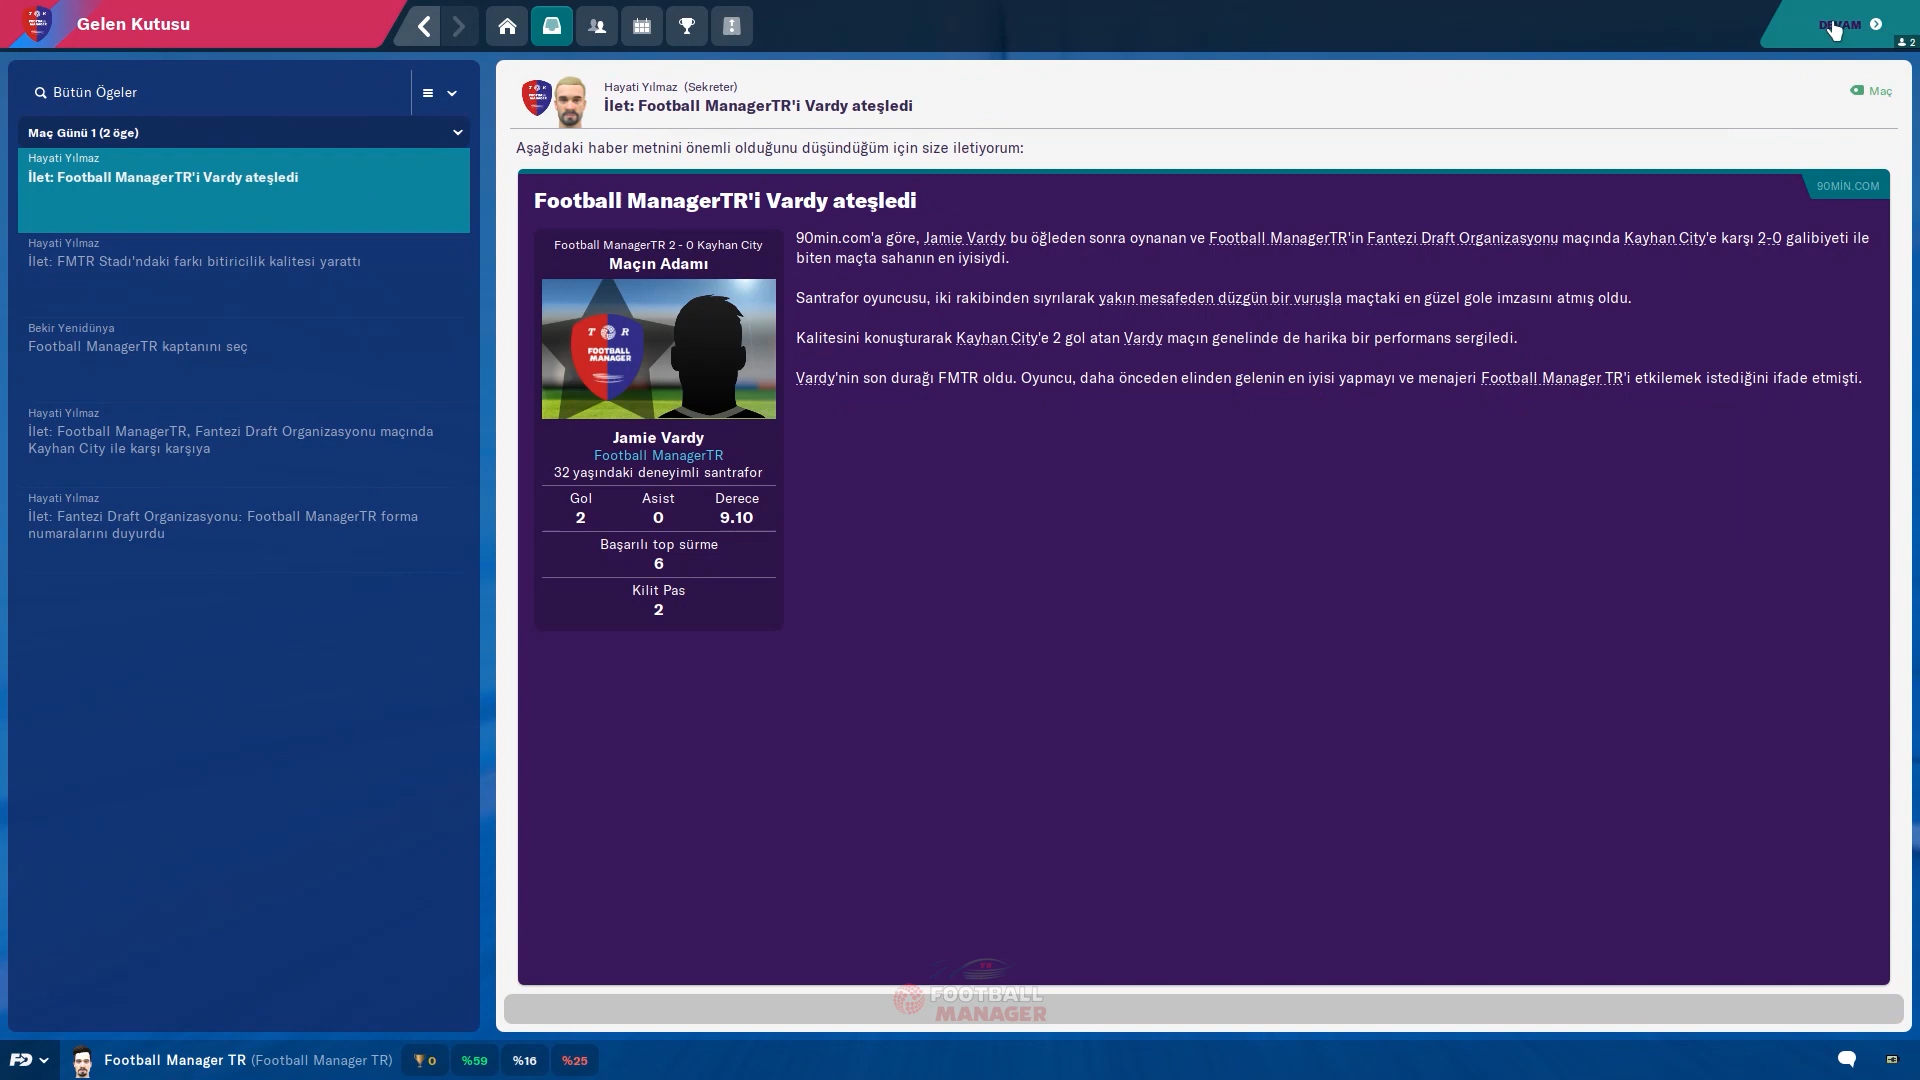 Gelen Kutusu
DEVAM
2
Bütün Ögeler
Maç Günü 1 (2 öge)
Hayati Yılmaz
İlet: Football ManagerTR'i Vardy ateşledi
Hayati Yılmaz
İlet: FMTR Stadı'ndaki farkı bitiricilik kalitesi yarattı
Bekir Yenidünya
Football ManagerTR kaptanını seç
Hayati Yılmaz
İlet: Football ManagerTR, Fantezi Draft Organizasyonu maçında
Kayhan City ile karşı karşıya
Hayati Yılmaz
İlet: Fantezi Draft Organizasyonu: Football ManagerTR forma
numaralarını duyurdu
Hayati Yılmaz (Sekreter)
İlet: Football ManagerTR'i Vardy ateşledi
Maç
Aşağıdaki haber metnini önemli olduğunu düşündüğüm için size iletiyorum:
90MİN.COM
Football ManagerTR'i Vardy ateşledi
Football ManagerTR 2 - 0 Kayhan City
Maçın Adamı
T R
FOOTBALL
MANAGER
Jamie Vardy
Football ManagerTR
32 yaşındaki deneyimli santrafor
Gol Asist Derece
2 0 9.10
Başarılı top sürme
6
Kilit Pas
2
90min.com'a göre, Jamie Vardy bu öğleden sonra oynanan ve Football ManagerTR'in Fantezi Draft Organizasyonu maçında Kayhan City'e karşı 2-0 galibiyeti ile
biten maçta sahanın en iyisiydi.
Santrafor oyuncusu, iki rakibinden sıyrılarak yakın mesafeden düzgün bir vuruşla maçtaki en güzel gole imzasını atmış oldu.
Kalitesini konuşturarak Kayhan City'e 2 gol atan Vardy maçın genelinde de harika bir performans sergiledi.
Vardy'nin son durağı FMTR oldu. Oyuncu, daha önceden elinden gelenin en iyisi yapmayı ve menajeri Football Manager TR'i etkilemek istediğini ifade etmişti.
FOOTBALL
MANAGER
FD
Football Manager TR (Football Manager TR)
0 %59 %16 %25